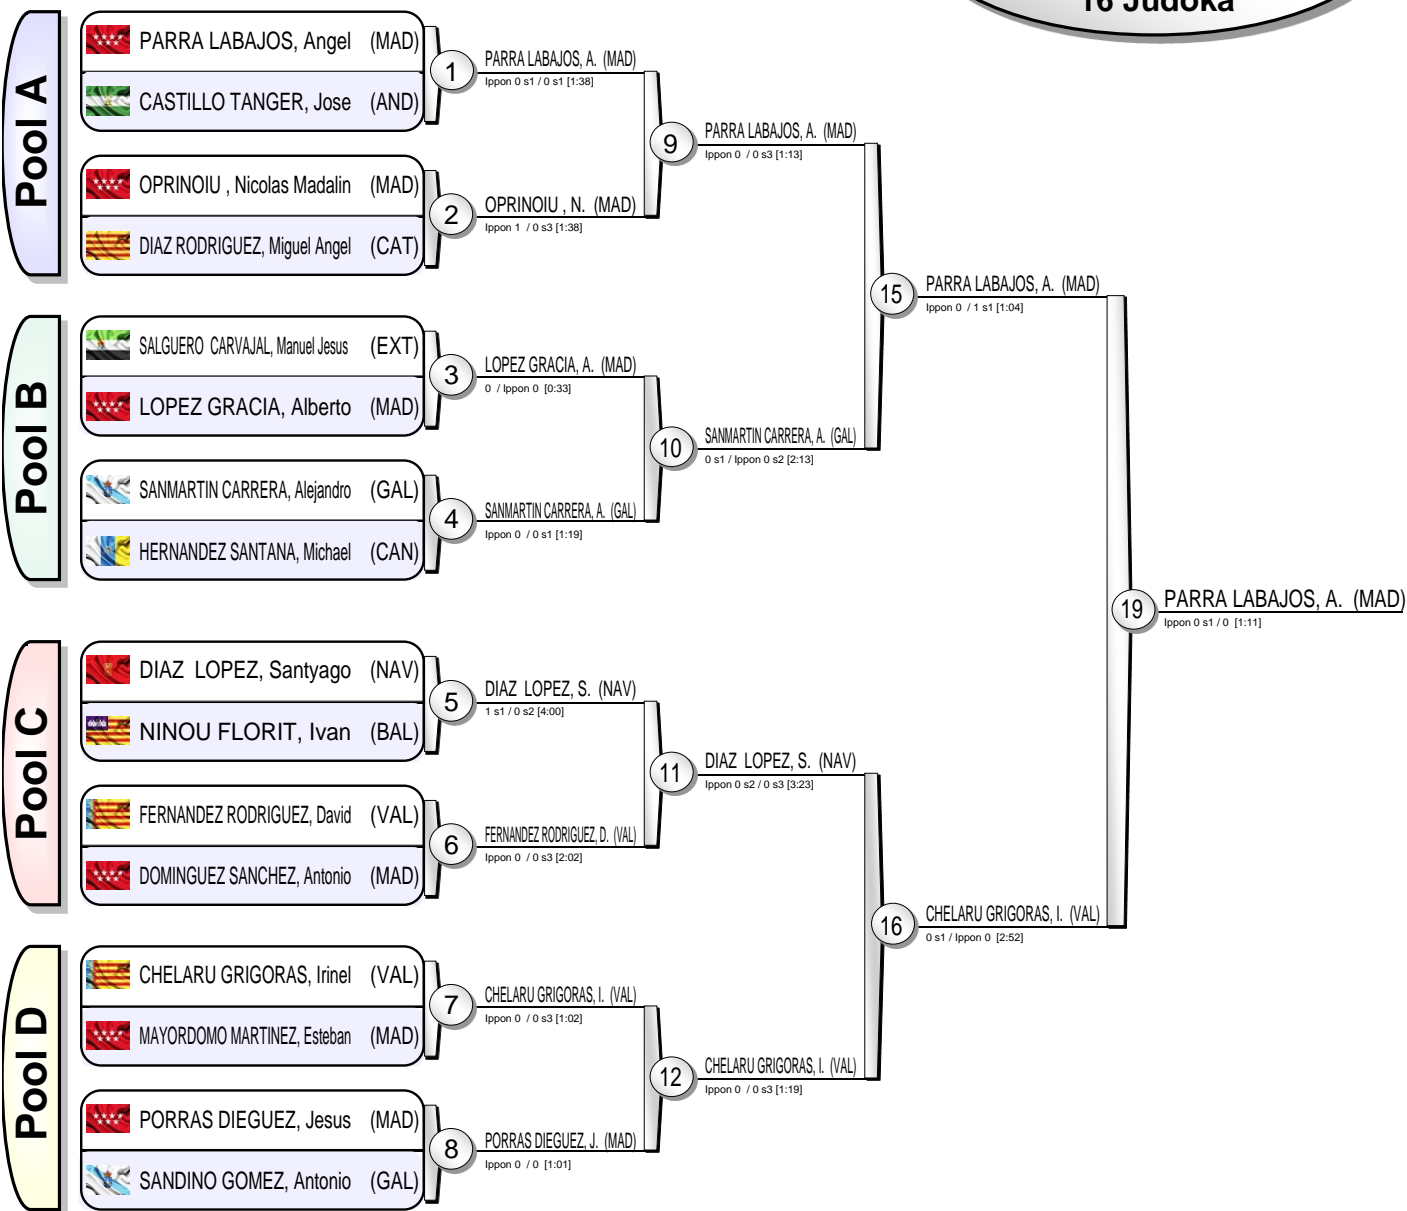 16 Judoka
Pool A
PARRA LABAJOS, Angel (MAD)
CASTILLO TANGER, Jose (AND)
OPRINOIU , Nicolas Madalin (MAD)
DIAZ RODRIGUEZ, Miguel Angel (CAT)
Pool B
SALGUERO CARVAJAL, Manuel Jesus (EXT)
LOPEZ GRACIA, Alberto (MAD)
SANMARTIN CARRERA, Alejandro (GAL)
HERNANDEZ SANTANA, Michael (CAN)
Pool C
DIAZ LOPEZ, Santyago (NAV)
NINOU FLORIT, Ivan (BAL)
FERNANDEZ RODRIGUEZ, David (VAL)
DOMINGUEZ SANCHEZ, Antonio (MAD)
Pool D
CHELARU GRIGORAS, Irinel (VAL)
MAYORDOMO MARTINEZ, Esteban (MAD)
PORRAS DIEGUEZ, Jesus (MAD)
SANDINO GOMEZ, Antonio (GAL)
1
PARRA LABAJOS, A. (MAD)
Ippon 0 s1 / 0 s1 [1:38]
2
OPRINOIU , N. (MAD)
Ippon 1 / 0 s3 [1:38]
3
LOPEZ GRACIA, A. (MAD)
0 / Ippon 0 [0:33]
4
SANMARTIN CARRERA, A. (GAL)
Ippon 0 / 0 s1 [1:19]
5
DIAZ LOPEZ, S. (NAV)
1 s1 / 0 s2 [4:00]
6
FERNANDEZ RODRIGUEZ, D. (VAL)
Ippon 0 / 0 s3 [2:02]
7
CHELARU GRIGORAS, I. (VAL)
Ippon 0 / 0 s3 [1:02]
8
PORRAS DIEGUEZ, J. (MAD)
Ippon 0 / 0 [1:01]
9
PARRA LABAJOS, A. (MAD)
Ippon 0 / 0 s3 [1:13]
10
SANMARTIN CARRERA, A. (GAL)
0 s1 / Ippon 0 s2 [2:13]
11
DIAZ LOPEZ, S. (NAV)
Ippon 0 s2 / 0 s3 [3:23]
12
CHELARU GRIGORAS, I. (VAL)
Ippon 0 / 0 s3 [1:19]
15
PARRA LABAJOS, A. (MAD)
Ippon 0 / 1 s1 [1:04]
16
CHELARU GRIGORAS, I. (VAL)
0 s1 / Ippon 0 [2:52]
19
PARRA LABAJOS, A. (MAD)
Ippon 0 s1 / 0 [1:11]